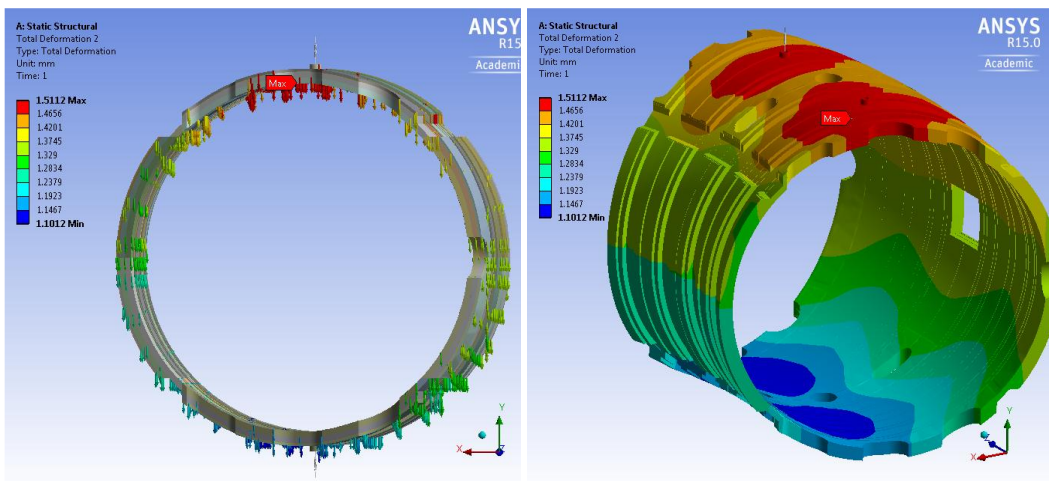 A: Static Structural
Total Deformation 2
Type: Total Deformation
Unit: mm
Time: 1
1.5112 Max
1.4656
1.4201
1.3745
1.329
1.2834
1.2379
1.1923
1.1467
1.1012 Min
ANSY
R15
Academi
Max
Y
X
Z
A: Static Structural
Total Deformation 2
Type: Total Deformation
Unit: mm
Time: 1
1.5112 Max
1.4656
1.4201
1.3745
1.329
1.2834
1.2379
1.1923
1.1467
1.1012 Min
ANSYS
R15.0
Academic
Max
Y
Z
X